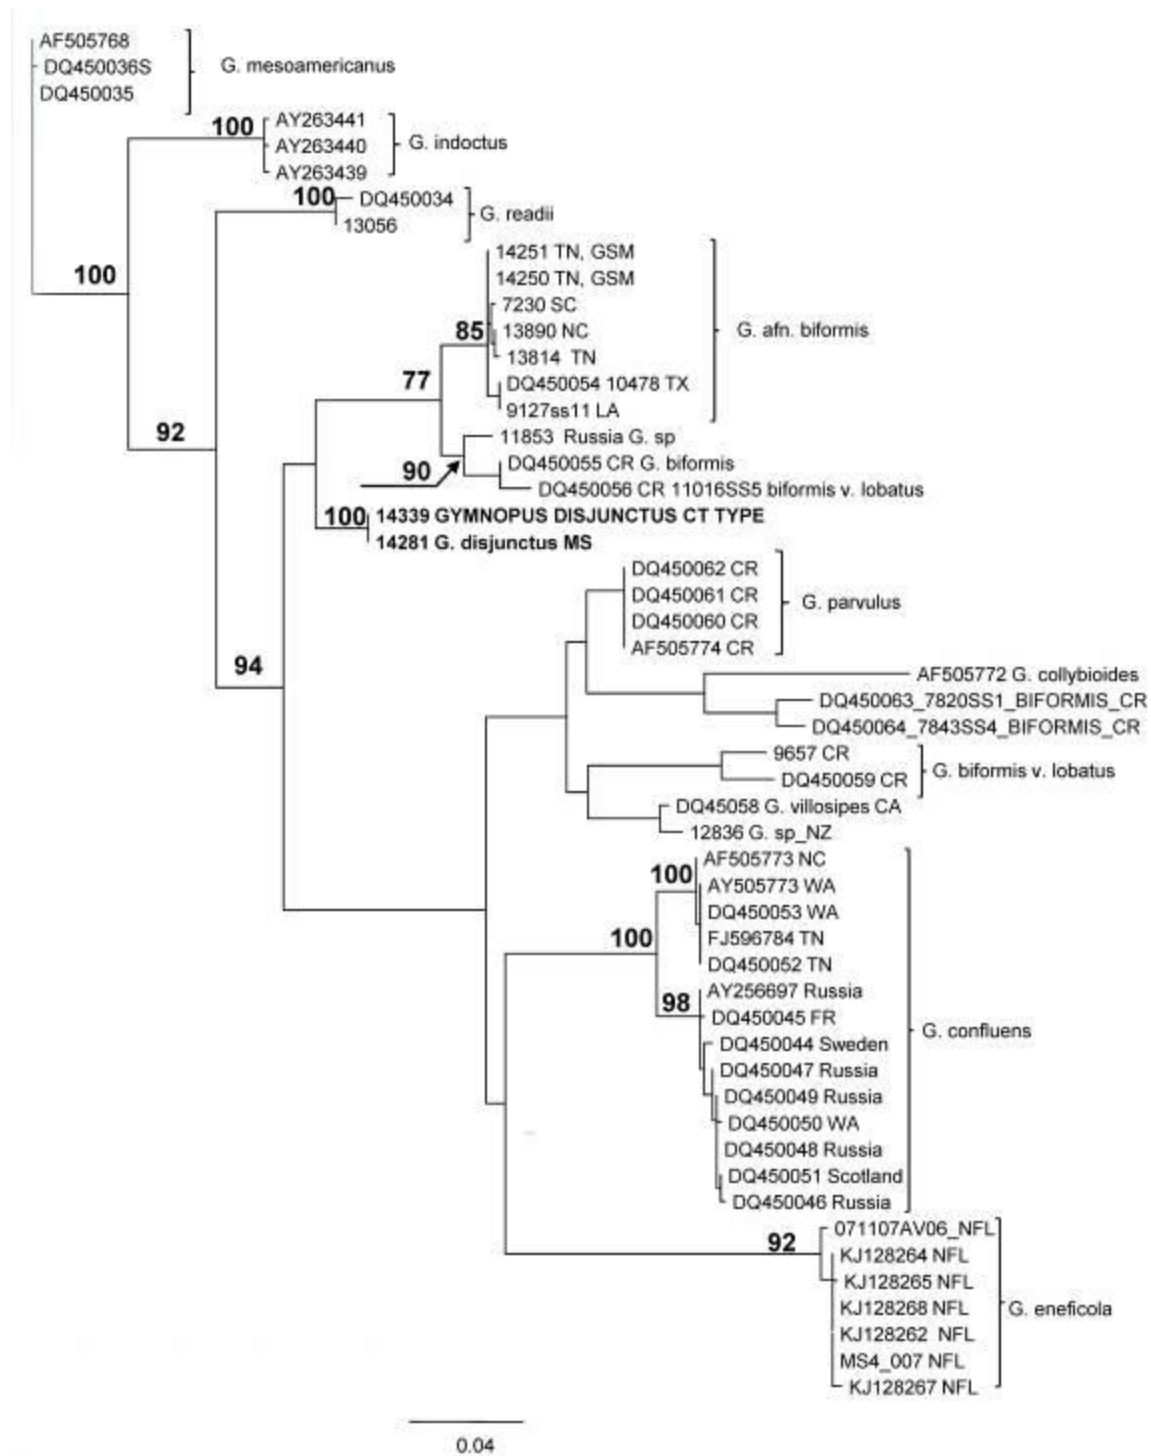 AF505768
DQ450036S
G. mesoamericanus
DQ450035
AY263441
100
AY263440
G. indoctus
AY263439
100
DQ450034
G. readii
13056
14251 TN, GSM
100
14250 TN, GSM
7230 SC
85
13890 NC
G. afn. biformis
13814 TN
77
DQ450054 10478 TX
9127ss11 LA
92
11853 Russia G. sp
90
DQ450055 CR G. biformis
DQ450056 CR 11016SS5 biformis v. lobatus
100
14339 GYMNOPUS DISJUNCTUS CT TYPE
14281 G. disjunctus MS
DQ450062 CR
DQ450061 CR
G. parvulus
DQ450060 CR
AF505774 CR
94
AF505772 G. collybioides
DQ450063_7820SS1_BIFORMIS_CR
DQ450064_7843SS4_BIFORMIS_CR
9657 CR
G. biformis v. lobatus
DQ450059 CR
DQ45058 G. villosipes CA
12836 G. sp_NZ
AF505773 NC
100
AY505773 WA
DQ450053 WA
100
FJ596784 TN
DQ450052 TN
AY256697 Russia
98
DQ450045 FR
G. confluens
DQ450044 Sweden
DQ450047 Russia
DQ450049 Russia
DQ450050 WA
DQ450048 Russia
DQ450051 Scotland
DQ450046 Russia
071107AV06_NFL
92
KJ128264 NFL
KJ128265 NFL
KJ128268 NFL
G. eneficola
KJ128262 NFL
MS4_007 NFL
KJ128267 NFL
0.04